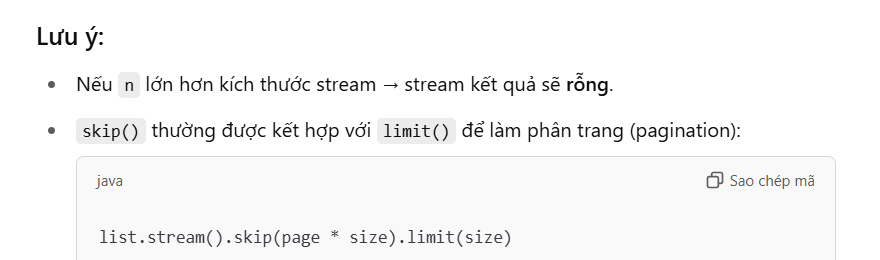 Lưu ý:
Nếu n lớn hơn kích thước stream → stream kết quả sẽ rỗng.
skip() thường được kết hợp với limit() để làm phân trang (pagination):
java
Sao chép mã
list.stream().skip(page * size).limit(size)